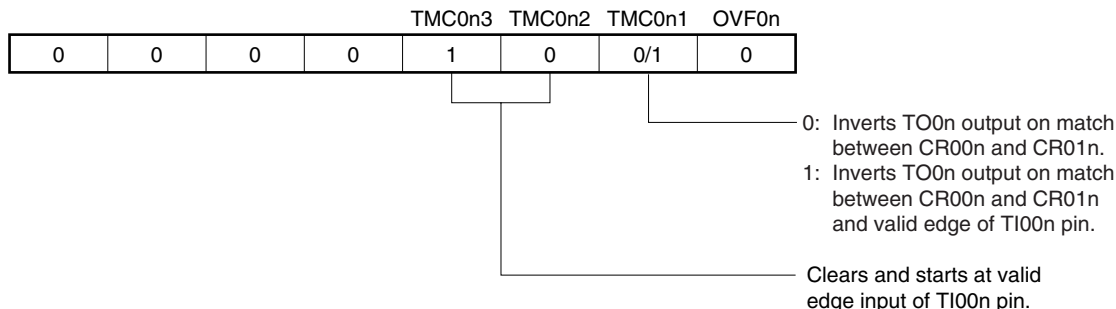 TMC0n3 TMC0n2 TMC0n1 OVF0n
0 0 0 0 1 0 0/1 0
0: Inverts TO0n output on match
between CR00n and CR01n.
1: Inverts TO0n output on match
between CR00n and CR01n
and valid edge of TI00n pin.
Clears and starts at valid
edge input of TI00n pin.